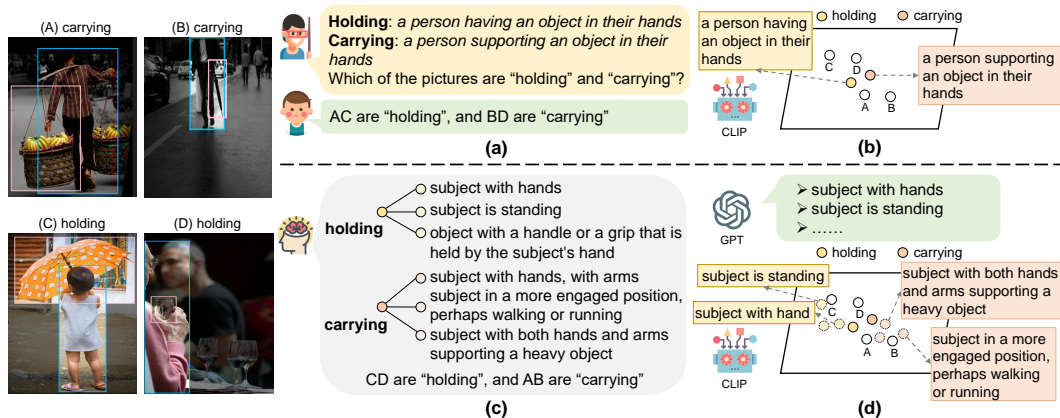 (A) carrying
(B) carrying
(C) holding
(D) holding
Holding: a person having an object in their hands
Carrying: a person supporting an object in their
hands
Which of the pictures are “holding” and “carrying”?
AC are “holding”, and BD are “carrying”
(a)
a person having
an object in their
hands
holding
carrying
C
D
A
B
a person supporting
an object in their
hands
CLIP
(b)
holding
subject with hands
subject is standing
object with a handle or a grip that is
held by the subject's hand
carrying
subject with hands, with arms
subject in a more engaged position,
perhaps walking or running
subject with both hands and arms
supporting a heavy object
CD are “holding”, and AB are “carrying”
(c)
GPT
➢ subject with hands
➢ subject is standing
➢ ......
holding
carrying
subject is standing
subject with hand
C
D
A
B
subject with both hands
and arms supporting a
heavy object
subject in a more
engaged position,
perhaps walking
or running
CLIP
(d)